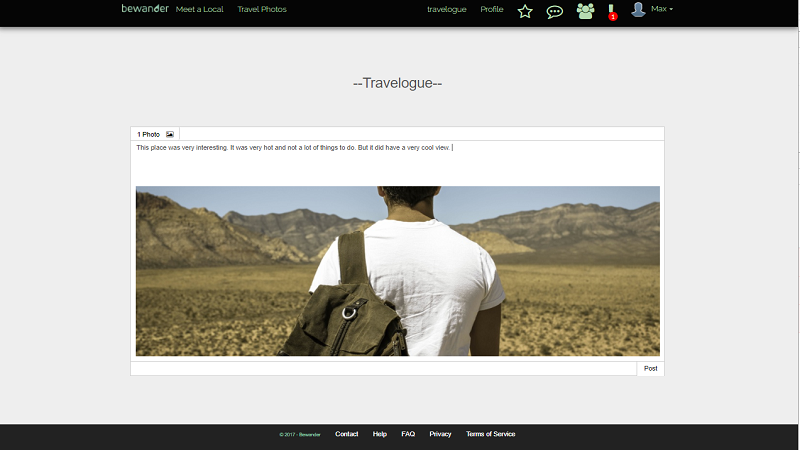 bewander Meet a Local Travel Photos travelogue Profile 1 Max
--Travelogue--
1 Photo
This place was very interesting. It was very hot and not a lot of things to do. But it did have a very cool view.
Post
© 2017 - Bewander Contact Help FAQ Privacy Terms of Service